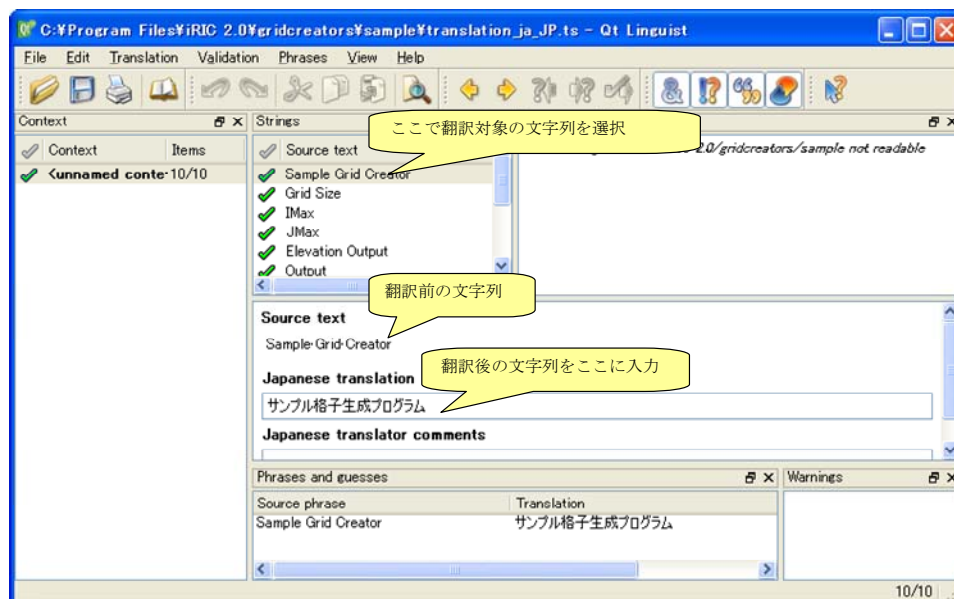 C:¥Program Files¥iRIC 2.0¥gridcreators¥sample¥translation_ja_JP.ts - Qt Linguist
File Edit Translation Validation Phrases View Help
Context
Context Items
<unnamed conte 10/10
Strings
ここで翻訳対象の文字列を選択
Source text
2.0/gridcreators/sample not readable
Sample Grid Creator
Grid Size
IMax
JMax
Elevation Output
Output
翻訳前の文字列
Source text
Sample·Grid·Creator
翻訳後の文字列をここに入力
Japanese translation
サンプル格子生成プログラム
Japanese translator comments
Phrases and guesses
Source phrase Translation
Sample Grid Creator サンプル格子生成プログラム
Warnings
10/10